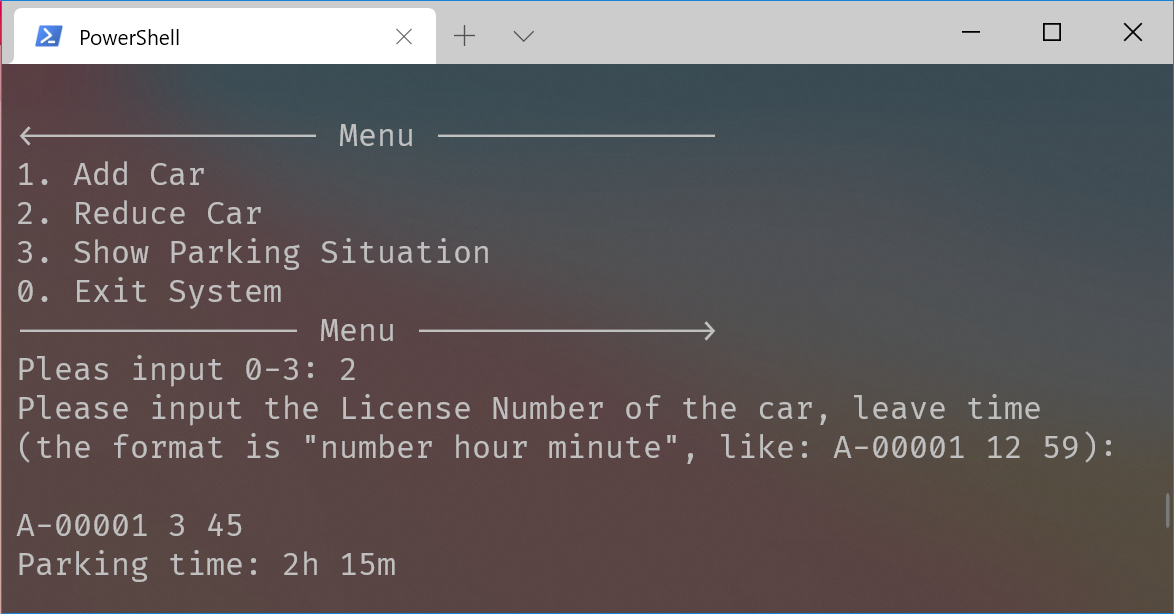 PowerShell
<-------------- Menu --------------
1. Add Car
2. Reduce Car
3. Show Parking Situation
0. Exit System
-------------- Menu -------------->
Pleas input 0-3: 2
Please input the License Number of the car, leave time
(the format is "number hour minute", like: A-00001 12 59):
A-00001 3 45
Parking time: 2h 15m